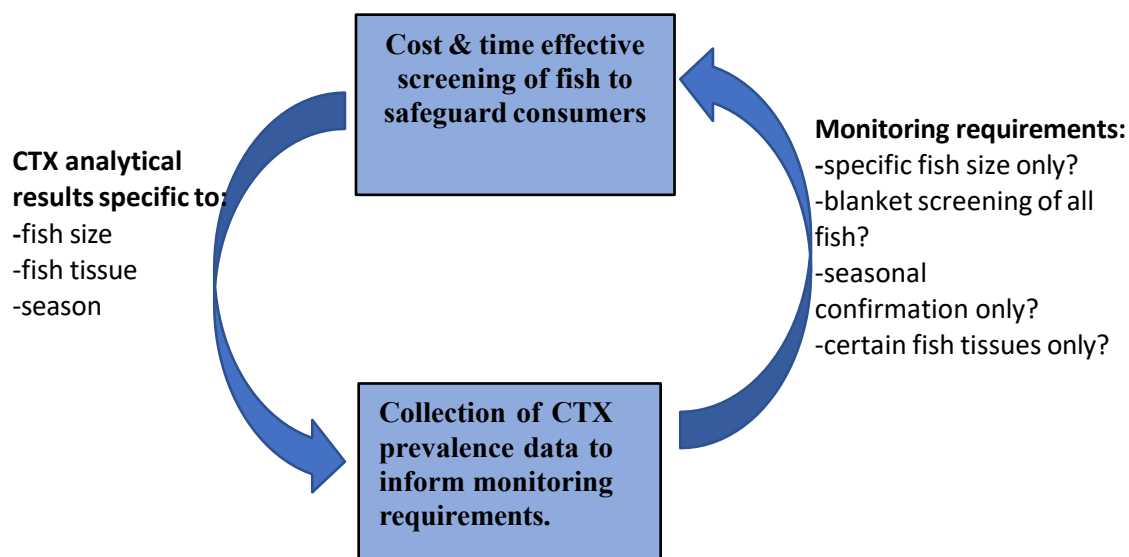 Cost & time effective
screening of fish to
safeguard consumers
CTX analytical
results specific to:
-fish size
-fish tissue
-season
Monitoring requirements:
-specific fish size only?
-blanket screening of all
fish?
-seasonal
confirmation only?
-certain fish tissues only?
Collection of CTX
prevalence data to
inform monitoring
requirements.